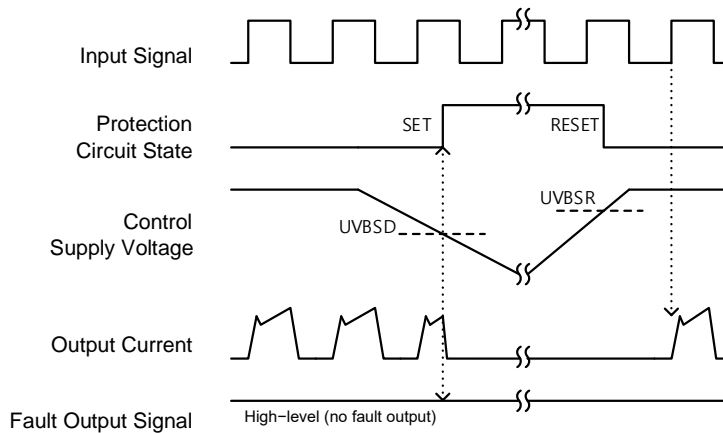 Input Signal
Protection
Circuit State
SET
RESET
Control
Supply Voltage
UVBSD
UVBSR
Output Current
Fault Output Signal
High−level (no fault output)